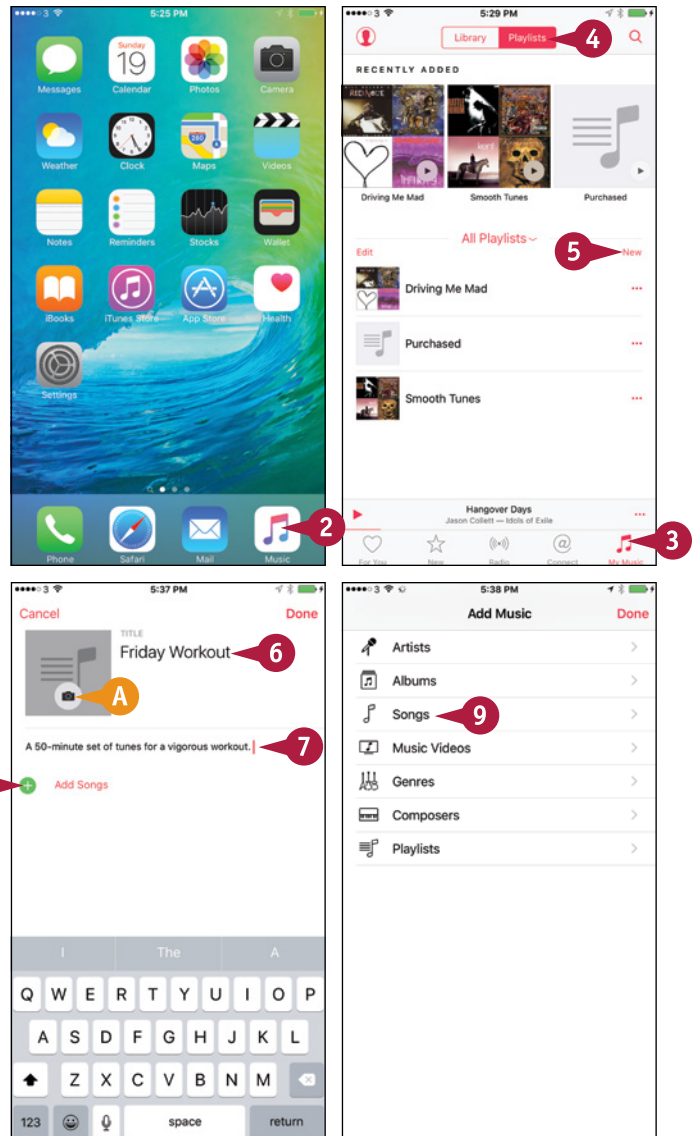 3 5:25 PM
Sunday
19
Messages Calendar Photos Camera
280
Weather Clock Maps Videos
Notes Reminders Stocks Wallet
iBooks iTunes Store App Store Health
Settings
Phone Safari Mail Music
2
3 5:29 PM
Library Playlists
4
RECENTLY ADDED
Driving Me Mad Smooth Tunes Purchased
All Playlists
5
Edit New
Driving Me Mad
Purchased
Smooth Tunes
Hangover Days
Jason Collett — Idols of Exile
For You New Radio Connect My Music
3
3 5:37 PM
Cancel Done
TITLE
Friday Workout
6
A
A 50-minute set of tunes for a vigorous workout.
7
Add Songs
I The A
Q W E R T Y U I O P
A S D F G H J K L
Z X C V B N M
123 space return
3 5:38 PM
Add Music Done
Artists
Albums
Songs
9
Music Videos
Genres
Composers
Playlists